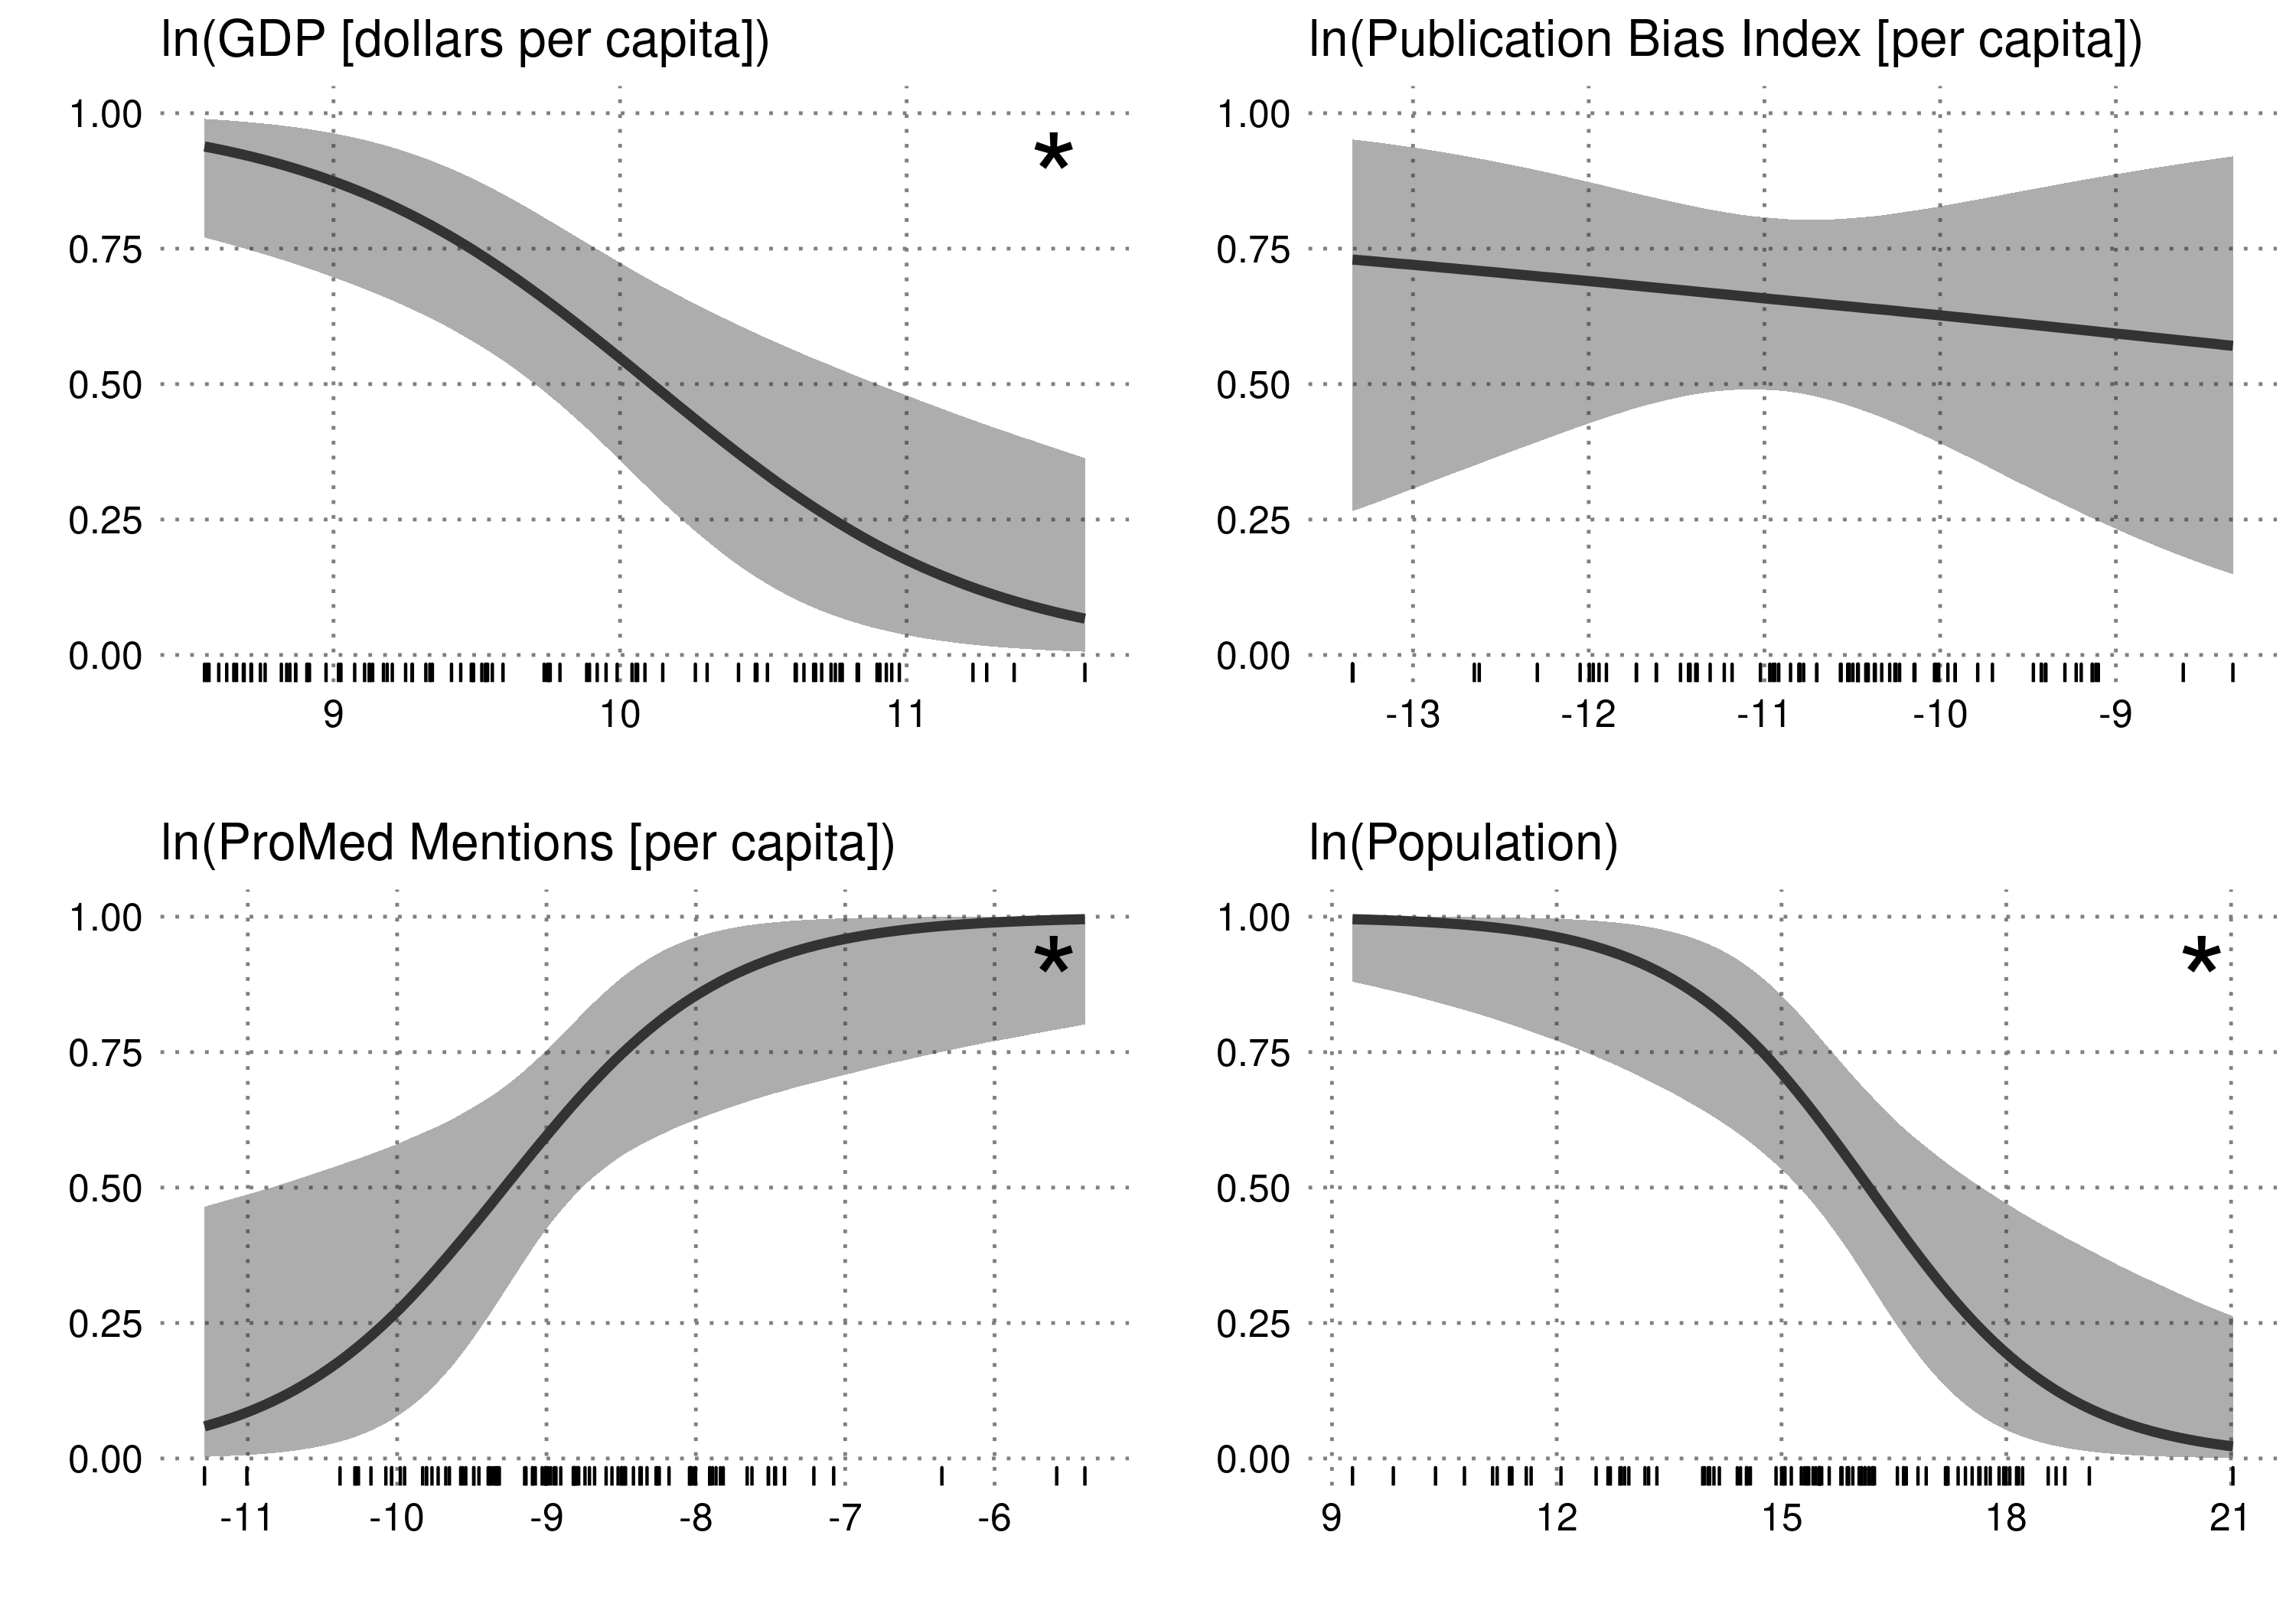 ln(GDP [dollars per capita])
1.00
0.75
0.50
0.25
0.00
9 10 11
*
ln(Publication Bias Index [per capita])
1.00
0.75
0.50
0.25
0.00
-13 -12 -11 -10 -9
ln(ProMed Mentions [per capita])
1.00
0.75
0.50
0.25
0.00
-11 -10 -9 -8 -7 -6
*
ln(Population)
1.00
0.75
0.50
0.25
0.00
9 12 15 18 21
*